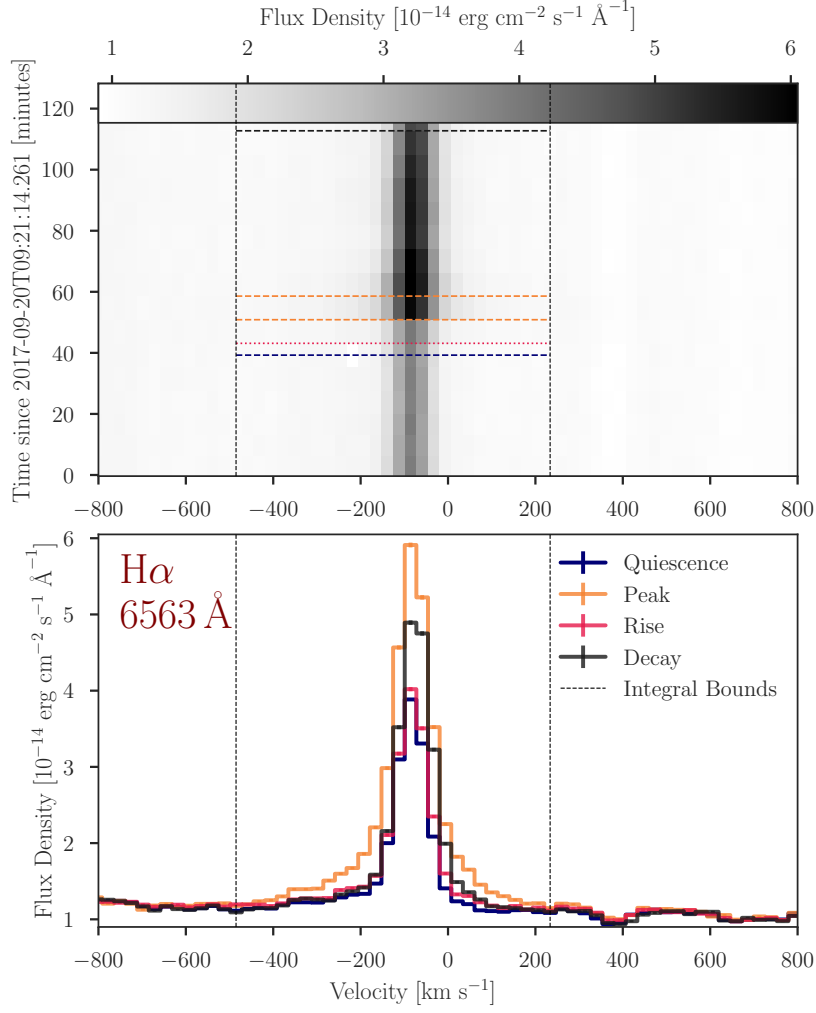 Flux Density [10⁻¹⁴ erg cm⁻² s⁻¹ Å⁻¹]
1 2 3 4 5 6
Time since 2017-09-20T09:21:14.261 [minutes]
120
100
80
60
40
20
0
−800 −600 −400 −200 0 200 400 600 800
Flux Density [10⁻¹⁴ erg cm⁻² s⁻¹ Å⁻¹]
6
5
4
3
2
1
Hα
6563 Å
Quiescence
Peak
Rise
Decay
Integral Bounds
−800 −600 −400 −200 0 200 400 600 800
Velocity [km s⁻¹]